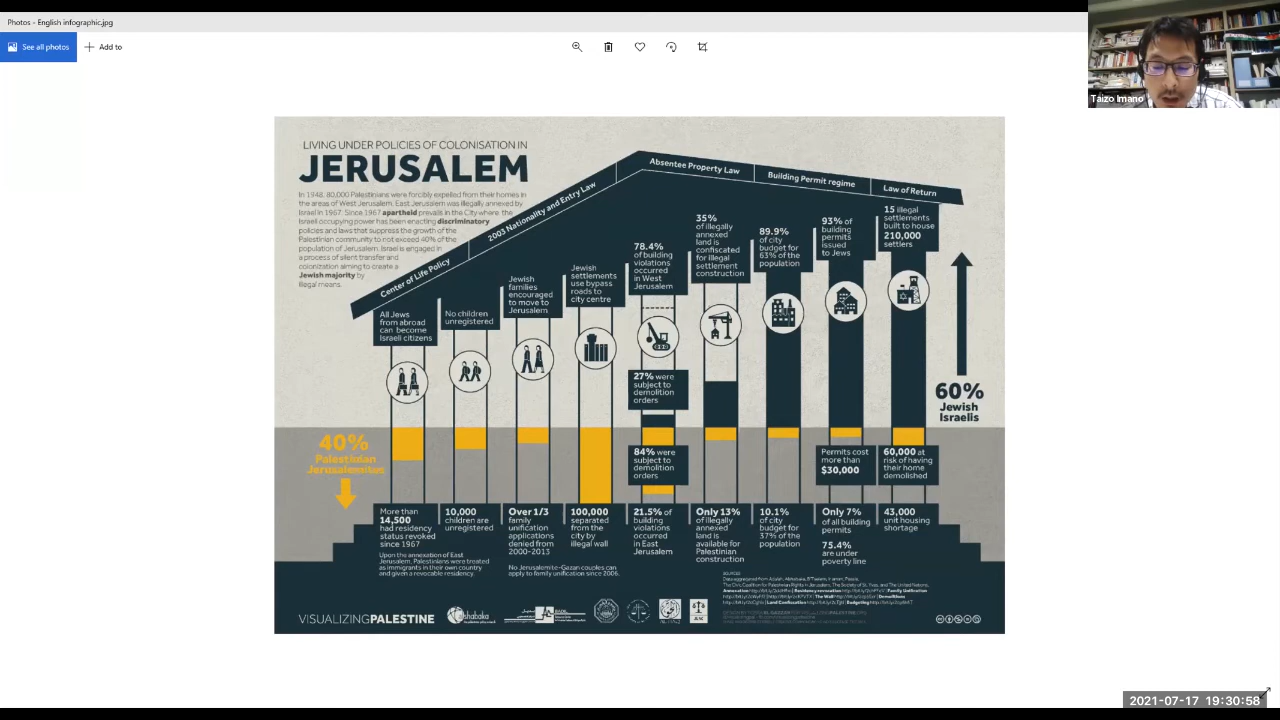 Photos - English infographic.jpg
See all photos
Add to
Taizo Imano
LIVING UNDER POLICIES OF COLONISATION IN
JERUSALEM
In 1948, 80,000 Palestinians were forcibly expelled from their homes in
the areas of West Jerusalem. East Jerusalem was illegally annexed by
Israel in 1967. Since 1967 apartheid prevails in the City where, the
Israeli occupying power has been enacting discriminatory
policies and laws that suppress the growth of the
Palestinian community to not exceed 40% of the
population of Jerusalem. Israel is engaged in
a process of silent transfer and
colonization aiming to create a
Jewish majority by
illegal means.
Center of Life Policy
2003 Nationality and Entry Law
Absentee Property Law
Building Permit regime
Law of Return
All Jews
from abroad
can become
Israeli citizens
No children
unregistered
Jewish
families
encouraged
to move to
Jerusalem
Jewish
settlements
use bypass
roads to
city centre
78.4%
of building
violations
occurred
in West
Jerusalem
35%
of illegally
annexed
land is
confiscated
for illegal
settlement
construction
89.9%
of city
budget for
63% of the
population
93% of
building
permits
issued
to Jews
15 illegal
settlements
built to house
210,000
settlers
27% were
subject to
demolition
orders
60%
Jewish
Israelis
40%
Palestinian
Jerusalemites
84% were
subject to
demolition
orders
Permits cost
more than
$30,000
60,000 at
risk of having
their home
demolished
More than
14,500
had residency
status revoked
since 1967
10,000
children are
unregistered
Over 1/3
family
unification
applications
denied from
2000-2013
100,000
separated
from the
city by
illegal wall
21.5% of
building
violations
occurred
in East
Jerusalem
Only 13%
of illegally
annexed
land is
available for
Palestinian
construction
10.1%
of city
budget for
37% of the
population
Only 7%
of all building
permits
75.4%
are under
poverty line
43,000
unit housing
shortage
Upon the annexation of East
Jerusalem, Palestinians were treated
as immigrants in their own country
and given a revocable residency.
No Jerusalemite-Gazan couples can
apply to family unification since 2006.
SOURCES
VISUALIZINGPALESTINE
alshabaka
BADIL
2021-07-17 19:30:58